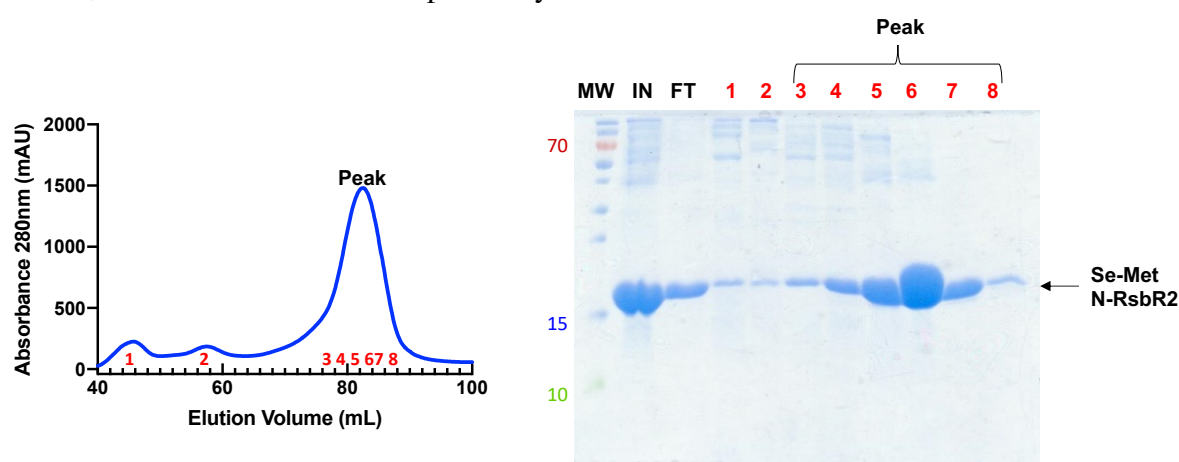 Peak
MW IN FT 1 2 3 4 5 6 7 8
70
15
10
Se-Met
N-RsbR2
Absorbance 280nm (mAU)
2000
1500
1000
500
0
Peak
1 2 3 4,5 67 8
40 60 80 100
Elution Volume (mL)